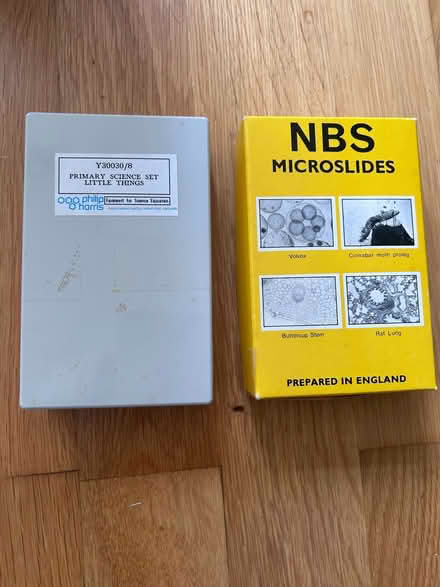 Y30030/8
PRIMARY SCIENCE SET
LITTLE THINGS
philip
harris
Equipment for Science Education
NBS
MICROSLIDES
Volvox
Cinnabar moth proleg
Buttercup Stem
Rat Lung
PREPARED IN ENGLAND